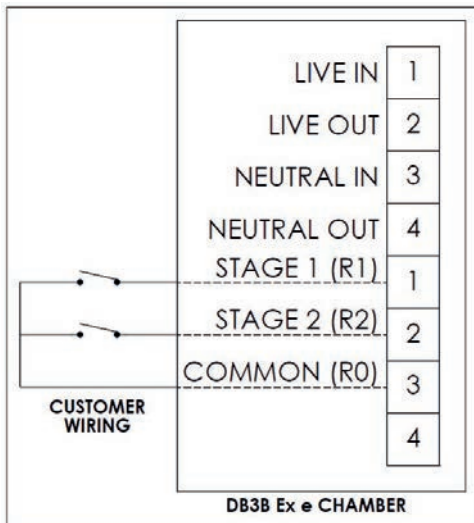 LIVE IN 1
LIVE OUT 2
NEUTRAL IN 3
NEUTRAL OUT 4
STAGE 1 (R1) 1
STAGE 2 (R2) 2
COMMON (R0) 3
4
CUSTOMER
WIRING
DB3B Ex e CHAMBER